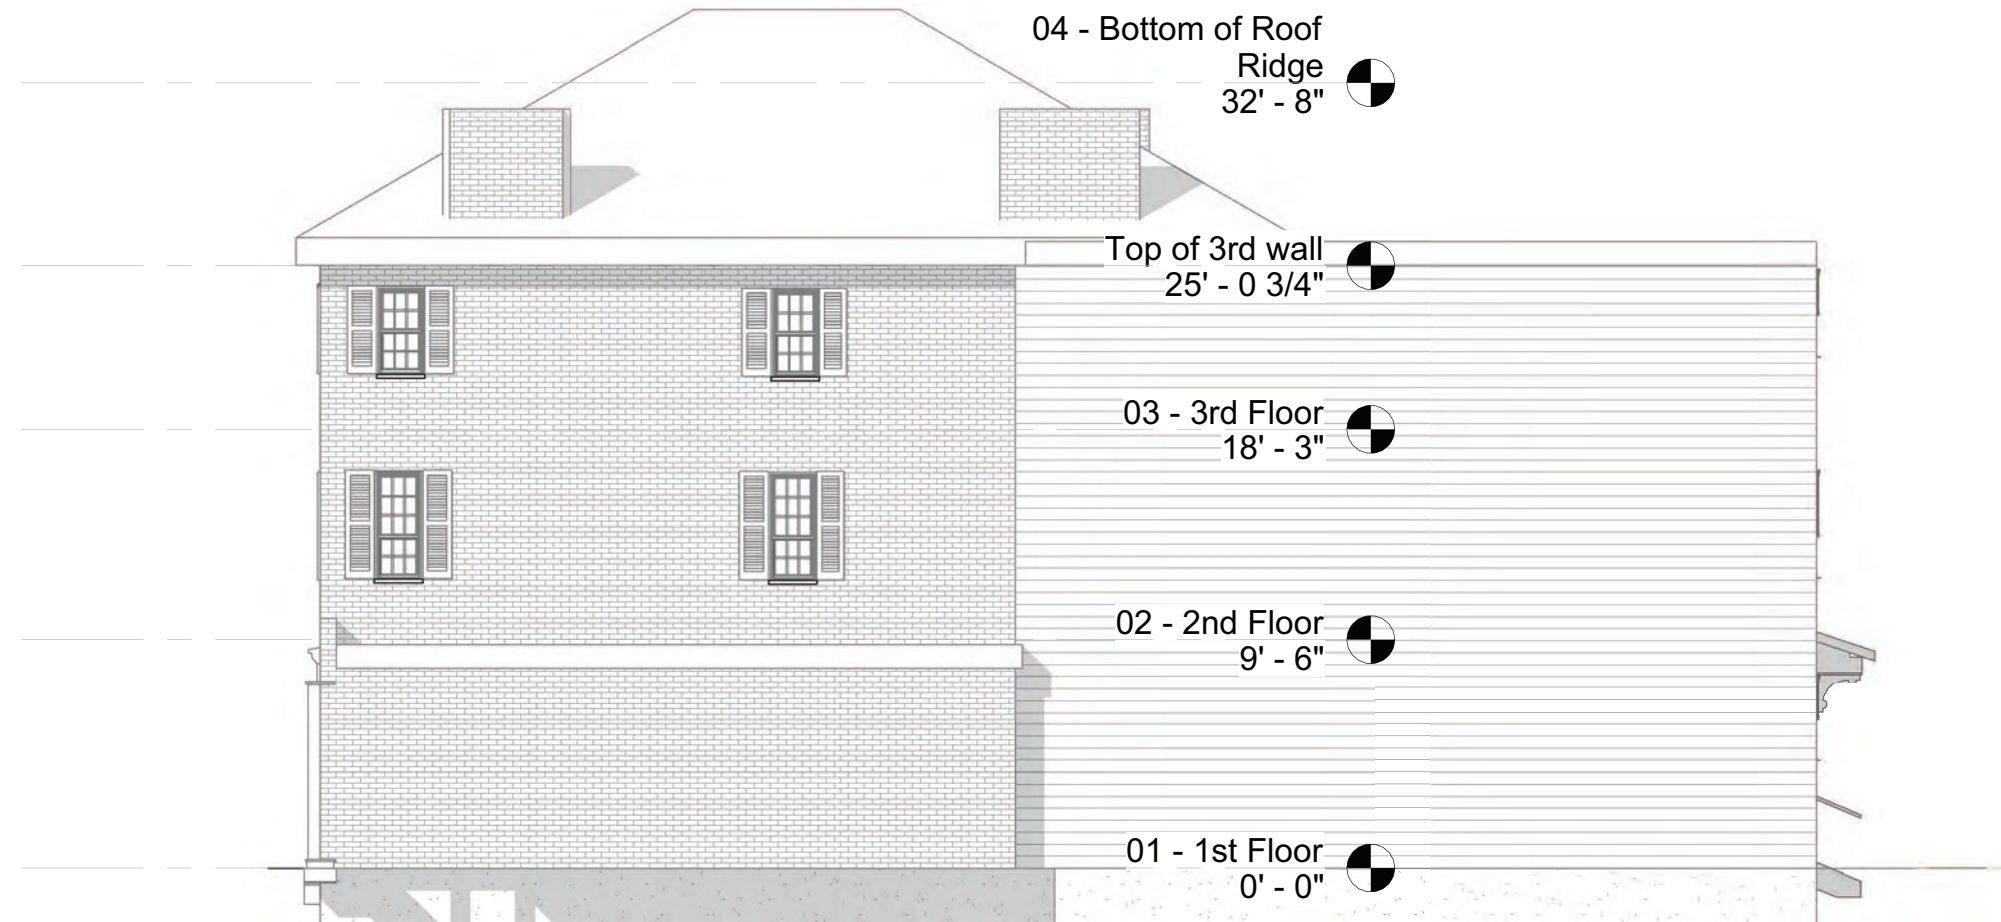 04 - Bottom of Roof
Ridge
32' - 8"
Top of 3rd wall
25' - 0 3/4"
03 - 3rd Floor
18' - 3"
02 - 2nd Floor
9' - 6"
01 - 1st Floor
0' - 0"